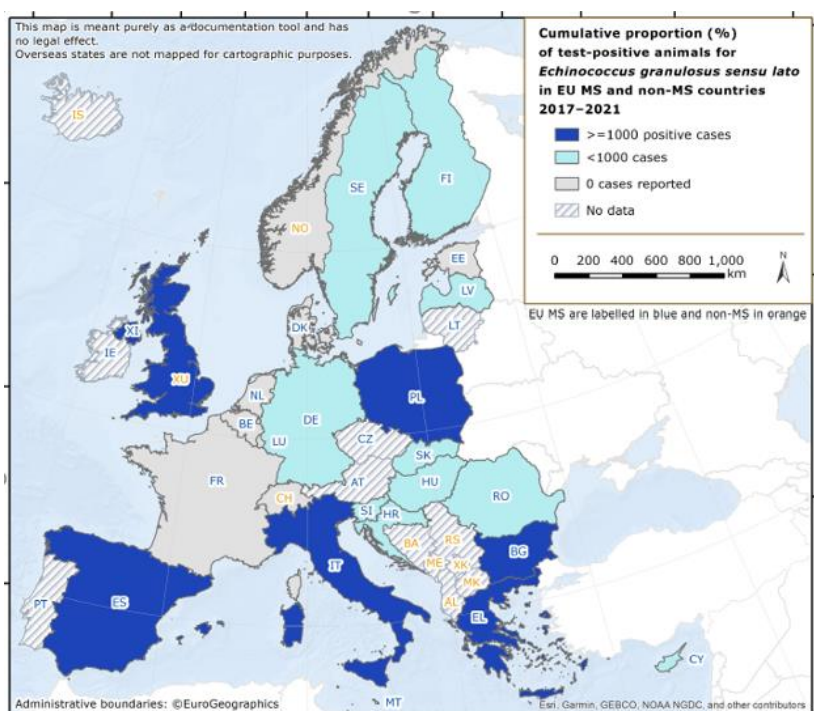 This map is meant purely as a documentation tool and has
no legal effect.
Overseas states are not mapped for cartographic purposes.
Cumulative proportion (%)
of test-positive animals for
Echinococcus granulosus sensu lato
in EU MS and non-MS countries
2017–2021
>=1000 positive cases
<1000 cases
0 cases reported
No data
0 200 400 600 800 1,000
km
N
EU MS are labelled in blue and non-MS in orange
IS
SE
FI
NO
EE
LV
LT
DK
XI
IE
XU
NL
BE
DE
LU
PL
CZ
SK
AT
HU
FR
CH
SI
HR
RO
BA
RS
ME
XK
BG
MK
AL
IT
PT
ES
EL
CY
MT
Administrative boundaries: ©EuroGeographics
Esri, Garmin, GEBCO, NOAA NGDC, and other contributors